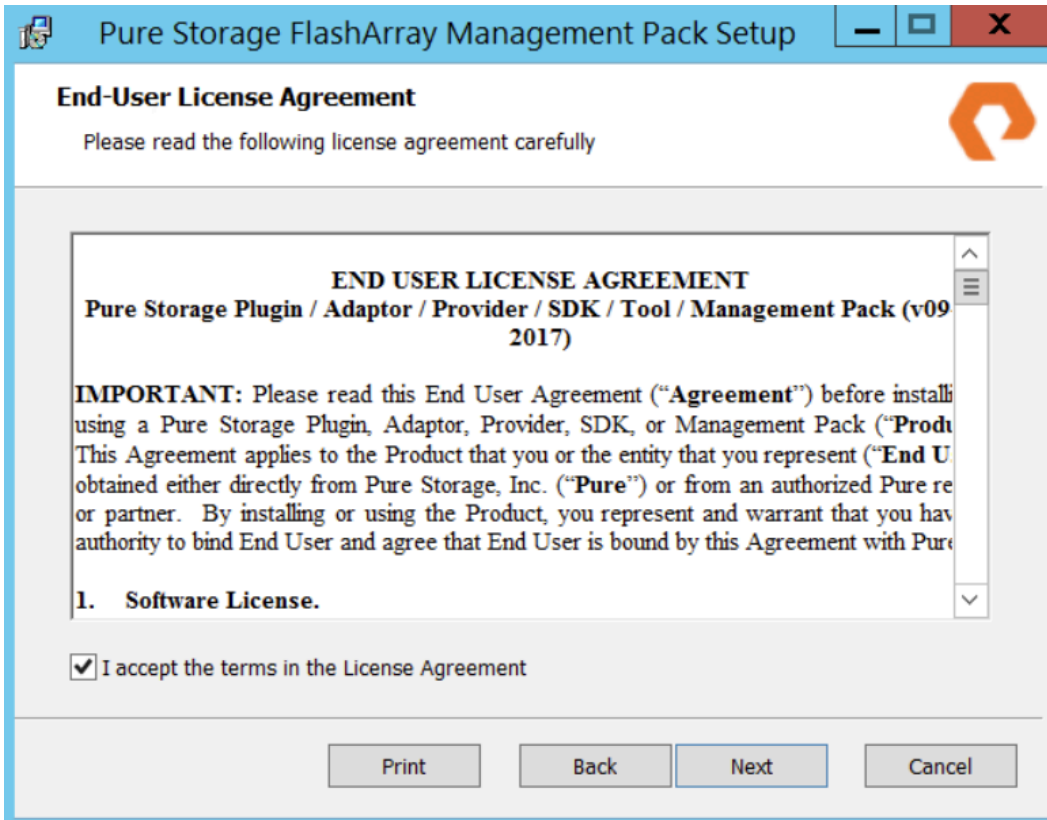 Pure Storage FlashArray Management Pack Setup
End-User License Agreement
Please read the following license agreement carefully
END USER LICENSE AGREEMENT
Pure Storage Plugin / Adaptor / Provider / SDK / Tool / Management Pack (v09
2017)
IMPORTANT: Please read this End User Agreement (“Agreement”) before
using a Pure Storage Plugin, Adaptor, Provider, SDK, or Management Pack (“
This Agreement applies to the Product that you or the entity that you represent (“End
obtained either directly from Pure Storage, Inc. (“Pure”) or from an authorized Pure
or partner. By installing or using the Product, you represent and warrant that you
authority to bind End User and agree that End User is bound by this Agreement with
1. Software License.
I accept the terms in the License Agreement
Print Back Next Cancel